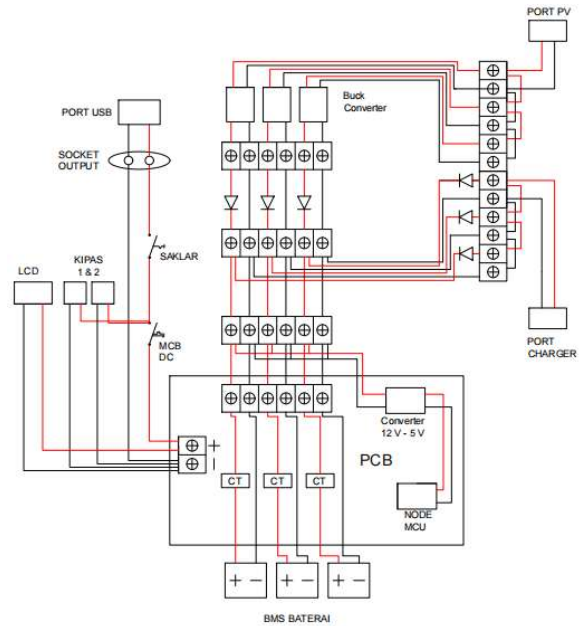 PORT PV
Buck
Converter
PORT USB
SOCKET
OUTPUT
SAKLAR
LCD
KIPAS
1 & 2
MCB
DC
PORT
CHARGER
Converter
12 V - 5 V
PCB
+
−
CT
CT
CT
NODE
MCU
+ −
+ −
+ −
BMS BATERAI